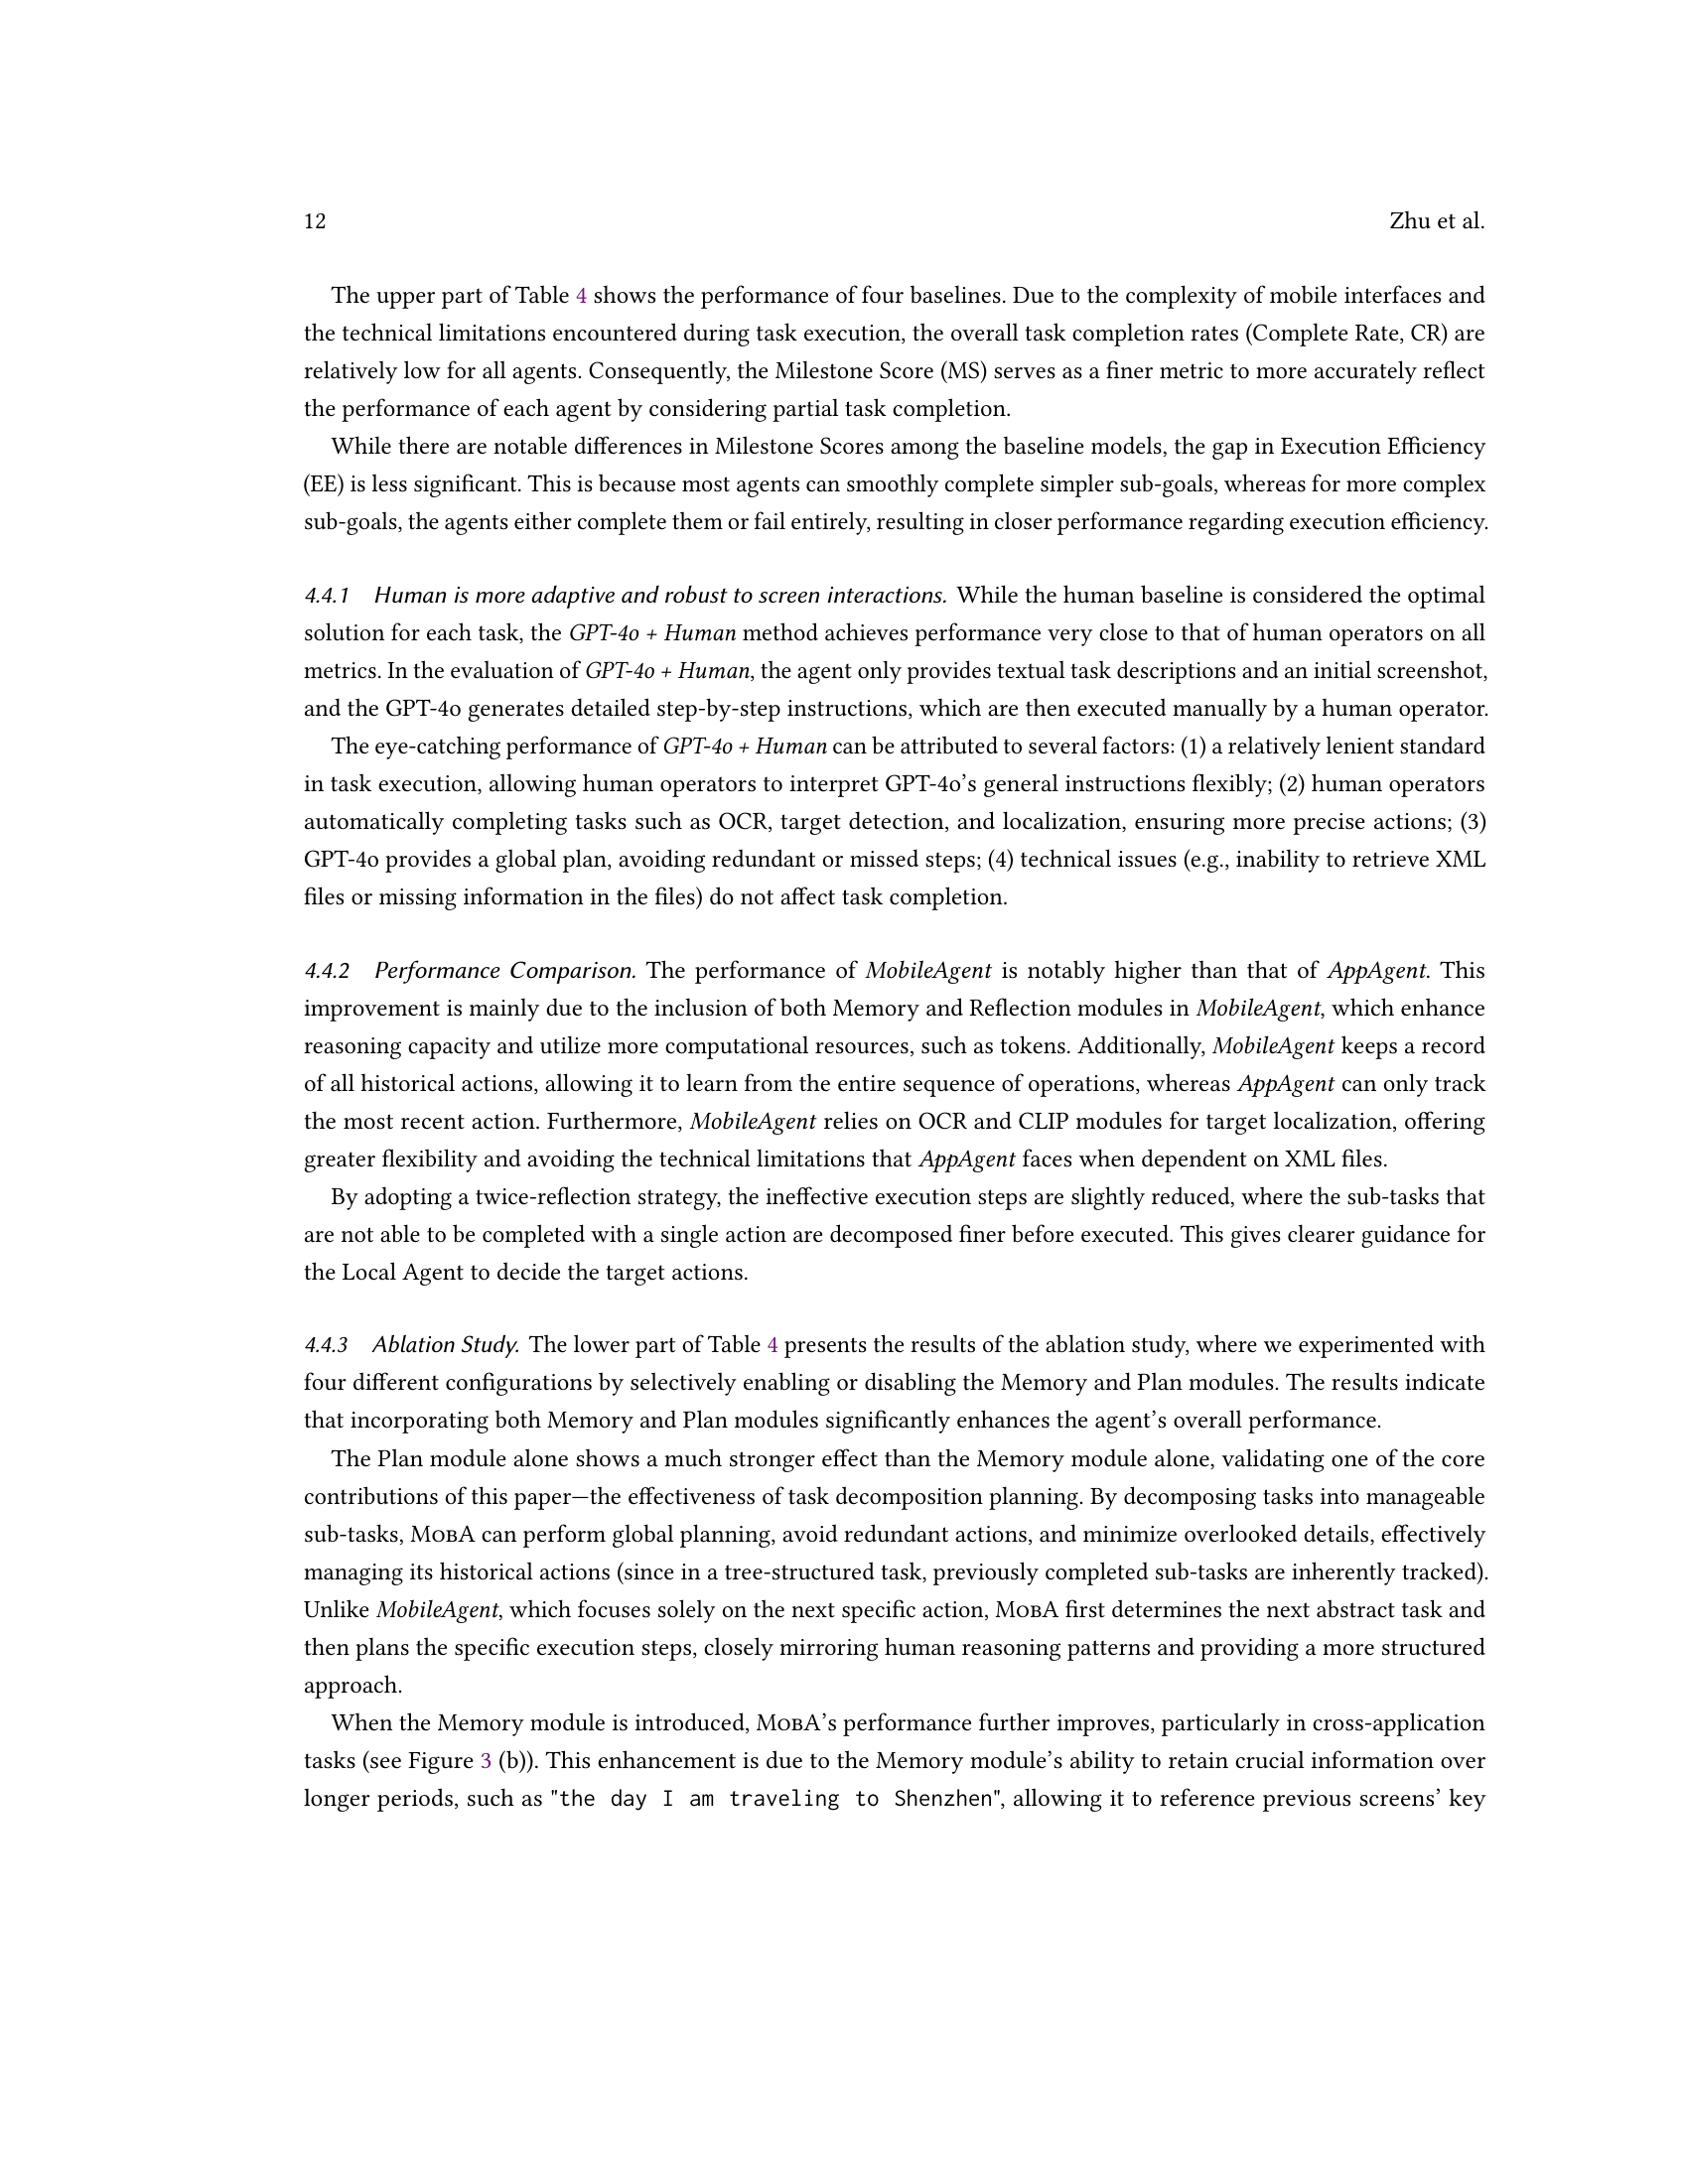 12
Zhu et al.
The upper part of Table 4 shows the performance of four baselines. Due to the complexity of mobile interfaces and
the technical limitations encountered during task execution, the overall task completion rates (Complete Rate, CR) are
relatively low for all agents. Consequently, the Milestone Score (MS) serves as a finer metric to more accurately reflect
the performance of each agent by considering partial task completion.
While there are notable differences in Milestone Scores among the baseline models, the gap in Execution Efficiency
(EE) is less significant. This is because most agents can smoothly complete simpler sub-goals, whereas for more complex
sub-goals, the agents either complete them or fail entirely, resulting in closer performance regarding execution efficiency.
4.4.1 Human is more adaptive and robust to screen interactions. While the human baseline is considered the optimal
solution for each task, the GPT-4o + Human method achieves performance very close to that of human operators on all
metrics. In the evaluation of GPT-4o + Human, the agent only provides textual task descriptions and an initial screenshot,
and the GPT-4o generates detailed step-by-step instructions, which are then executed manually by a human operator.
The eye-catching performance of GPT-4o + Human can be attributed to several factors: (1) a relatively lenient standard
in task execution, allowing human operators to interpret GPT-4o's general instructions flexibly; (2) human operators
automatically completing tasks such as OCR, target detection, and localization, ensuring more precise actions; (3)
GPT-4o provides a global plan, avoiding redundant or missed steps; (4) technical issues (e.g., inability to retrieve XML
files or missing information in the files) do not affect task completion.
4.4.2 Performance Comparison. The performance of MobileAgent is notably higher than that of AppAgent. This
improvement is mainly due to the inclusion of both Memory and Reflection modules in MobileAgent, which enhance
reasoning capacity and utilize more computational resources, such as tokens. Additionally, MobileAgent keeps a record
of all historical actions, allowing it to learn from the entire sequence of operations, whereas AppAgent can only track
the most recent action. Furthermore, MobileAgent relies on OCR and CLIP modules for target localization, offering
greater flexibility and avoiding the technical limitations that AppAgent faces when dependent on XML files.
By adopting a twice-reflection strategy, the ineffective execution steps are slightly reduced, where the sub-tasks that
are not able to be completed with a single action are decomposed finer before executed. This gives clearer guidance for
the Local Agent to decide the target actions.
4.4.3 Ablation Study. The lower part of Table 4 presents the results of the ablation study, where we experimented with
four different configurations by selectively enabling or disabling the Memory and Plan modules. The results indicate
that incorporating both Memory and Plan modules significantly enhances the agent's overall performance.
The Plan module alone shows a much stronger effect than the Memory module alone, validating one of the core
contributions of this paper—the effectiveness of task decomposition planning. By decomposing tasks into manageable
sub-tasks, MobA can perform global planning, avoid redundant actions, and minimize overlooked details, effectively
managing its historical actions (since in a tree-structured task, previously completed sub-tasks are inherently tracked).
Unlike MobileAgent, which focuses solely on the next specific action, MobA first determines the next abstract task and
then plans the specific execution steps, closely mirroring human reasoning patterns and providing a more structured
approach.
When the Memory module is introduced, MobA's performance further improves, particularly in cross-application
tasks (see Figure 3 (b)). This enhancement is due to the Memory module's ability to retain crucial information over
longer periods, such as "the day I am traveling to Shenzhen", allowing it to reference previous screens' key